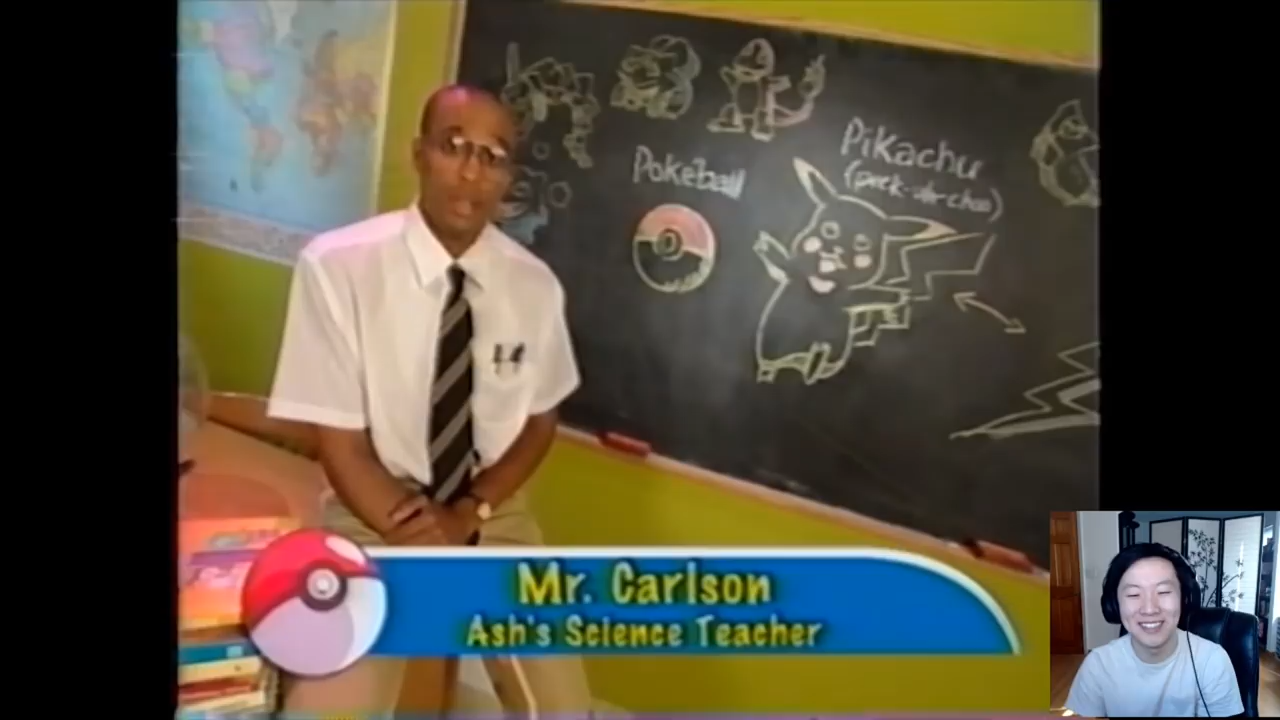 Pikachu
Pokeball
(peek-ah-choo)
Mr. Carlson
Ash's Science Teacher